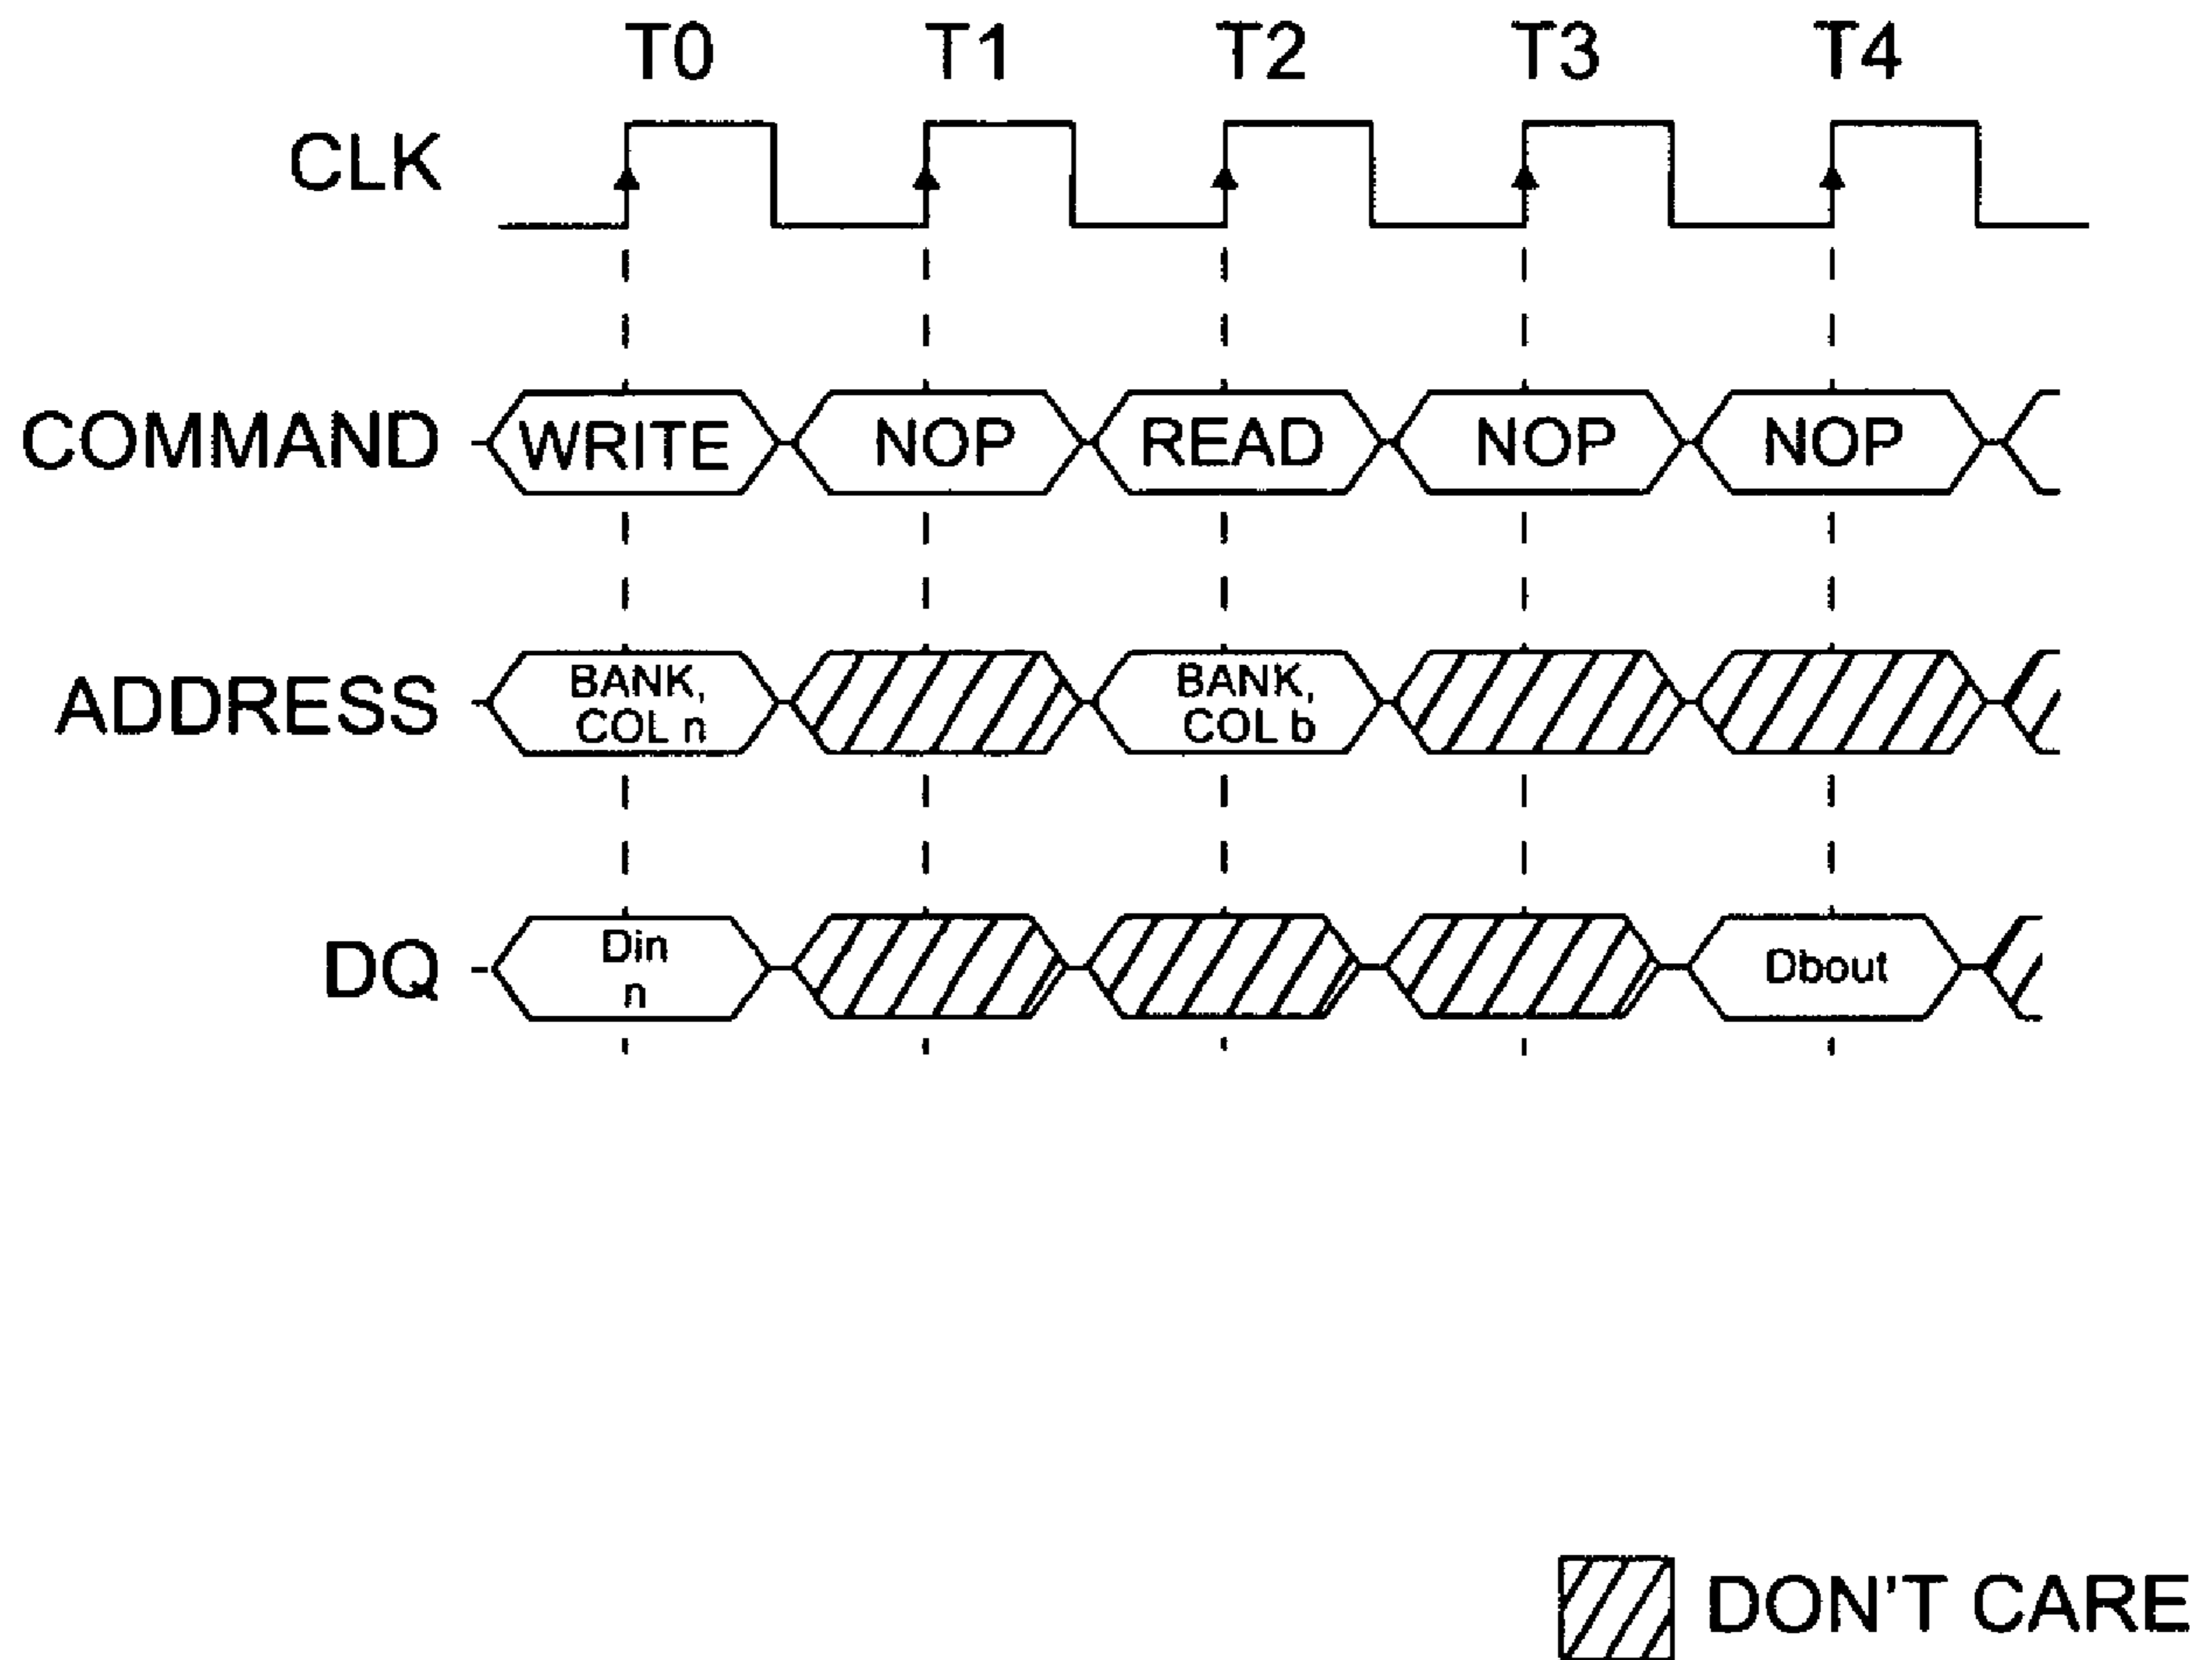 T0 T1 T2 T3 T4
CLK
COMMAND WRITE NOP READ NOP NOP
ADDRESS BANK, COL n BANK, COL b
DQ Din n Dbout
DON'T CARE